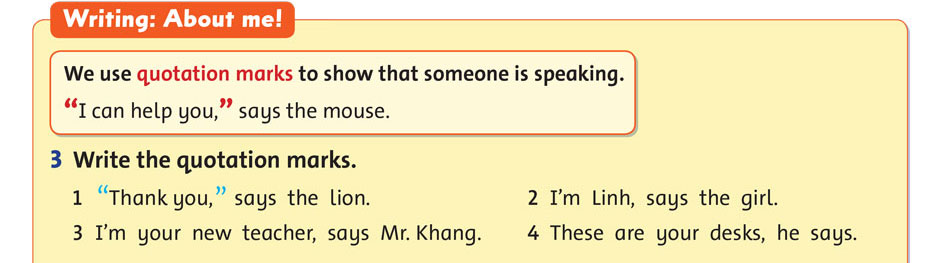 Writing: About me!
We use quotation marks to show that someone is speaking.
“I can help you,” says the mouse.
3 Write the quotation marks.
1 “Thank you,” says the lion.
2 I’m Linh, says the girl.
3 I’m your new teacher, says Mr. Khang.
4 These are your desks, he says.